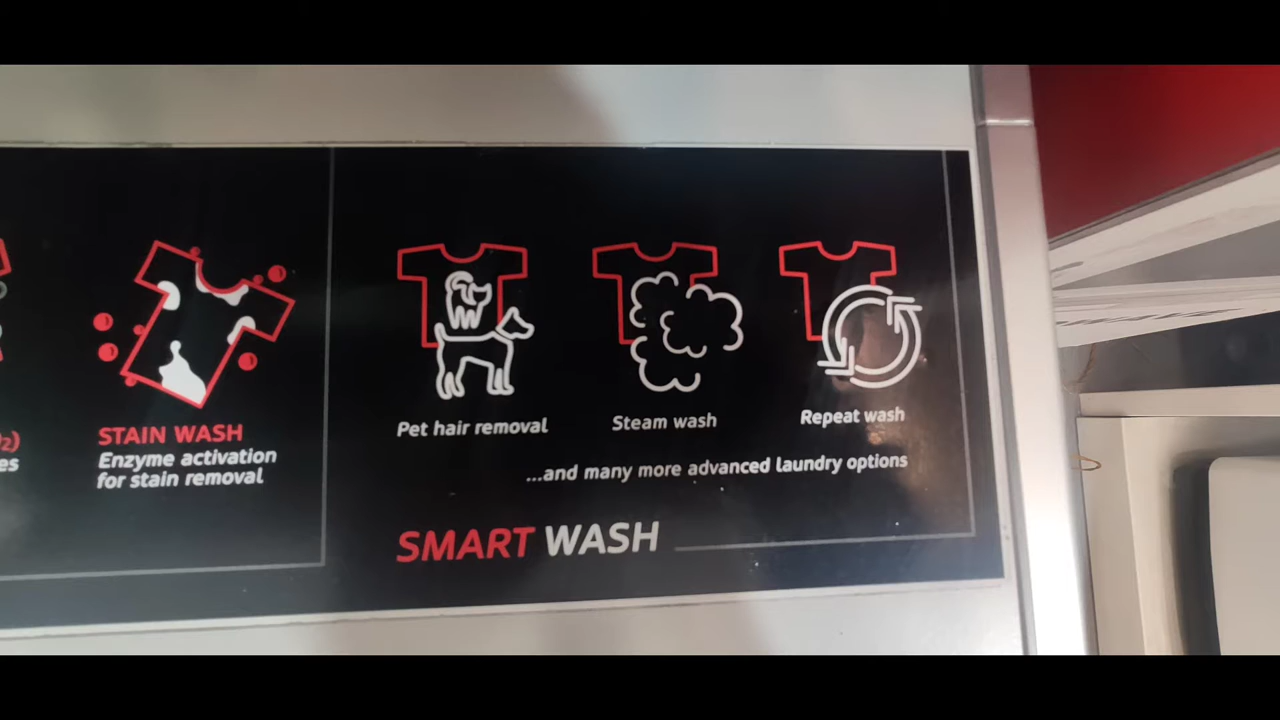 STAIN WASH
Enzyme activation
for stain removal
Pet hair removal
Steam wash
Repeat wash
...and many more advanced laundry options
SMART WASH